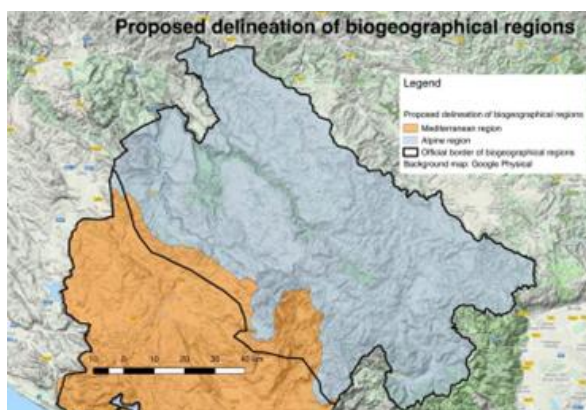 Proposed delineation of biogeographical regions
Legend
Proposed delineation of biogeographical regions
Mediterranean region
Alpine region
Official border of biogeographical regions
Background map: Google Physical
10 0 10 20 30 40 km